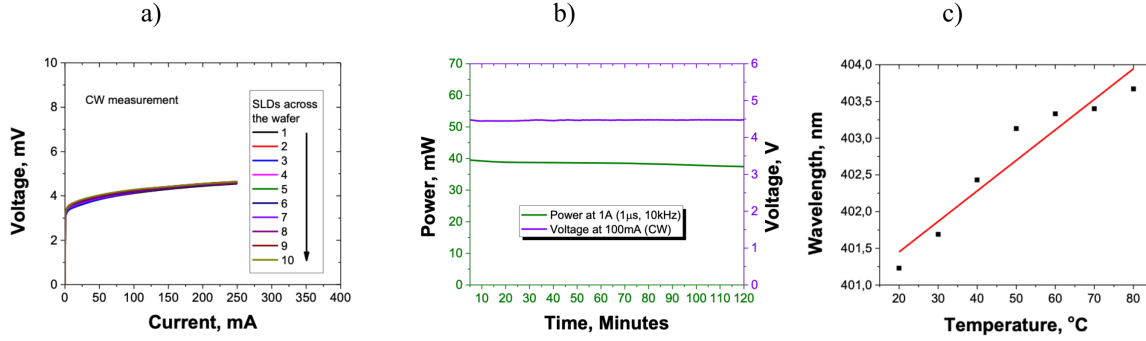 a)
b)
c)
10
8
6
4
2
0
Voltage, mV
CW measurement
SLDs across
the wafer
1
2
3
4
5
6
7
8
9
10
0 50 100 150 200 250 300 350 400
Current, mA
70
60
50
40
30
20
10
0
Power, mW
Power at 1A (1µs, 10kHz)
Voltage at 100mA (CW)
6
5
4
3
2
1
0
Voltage, V
10 20 30 40 50 60 70 80 90 100 110 120
Time, Minutes
404,0
403,5
403,0
402,5
402,0
401,5
401,0
Wavelength, nm
20 30 40 50 60 70 80
Temperature, °C